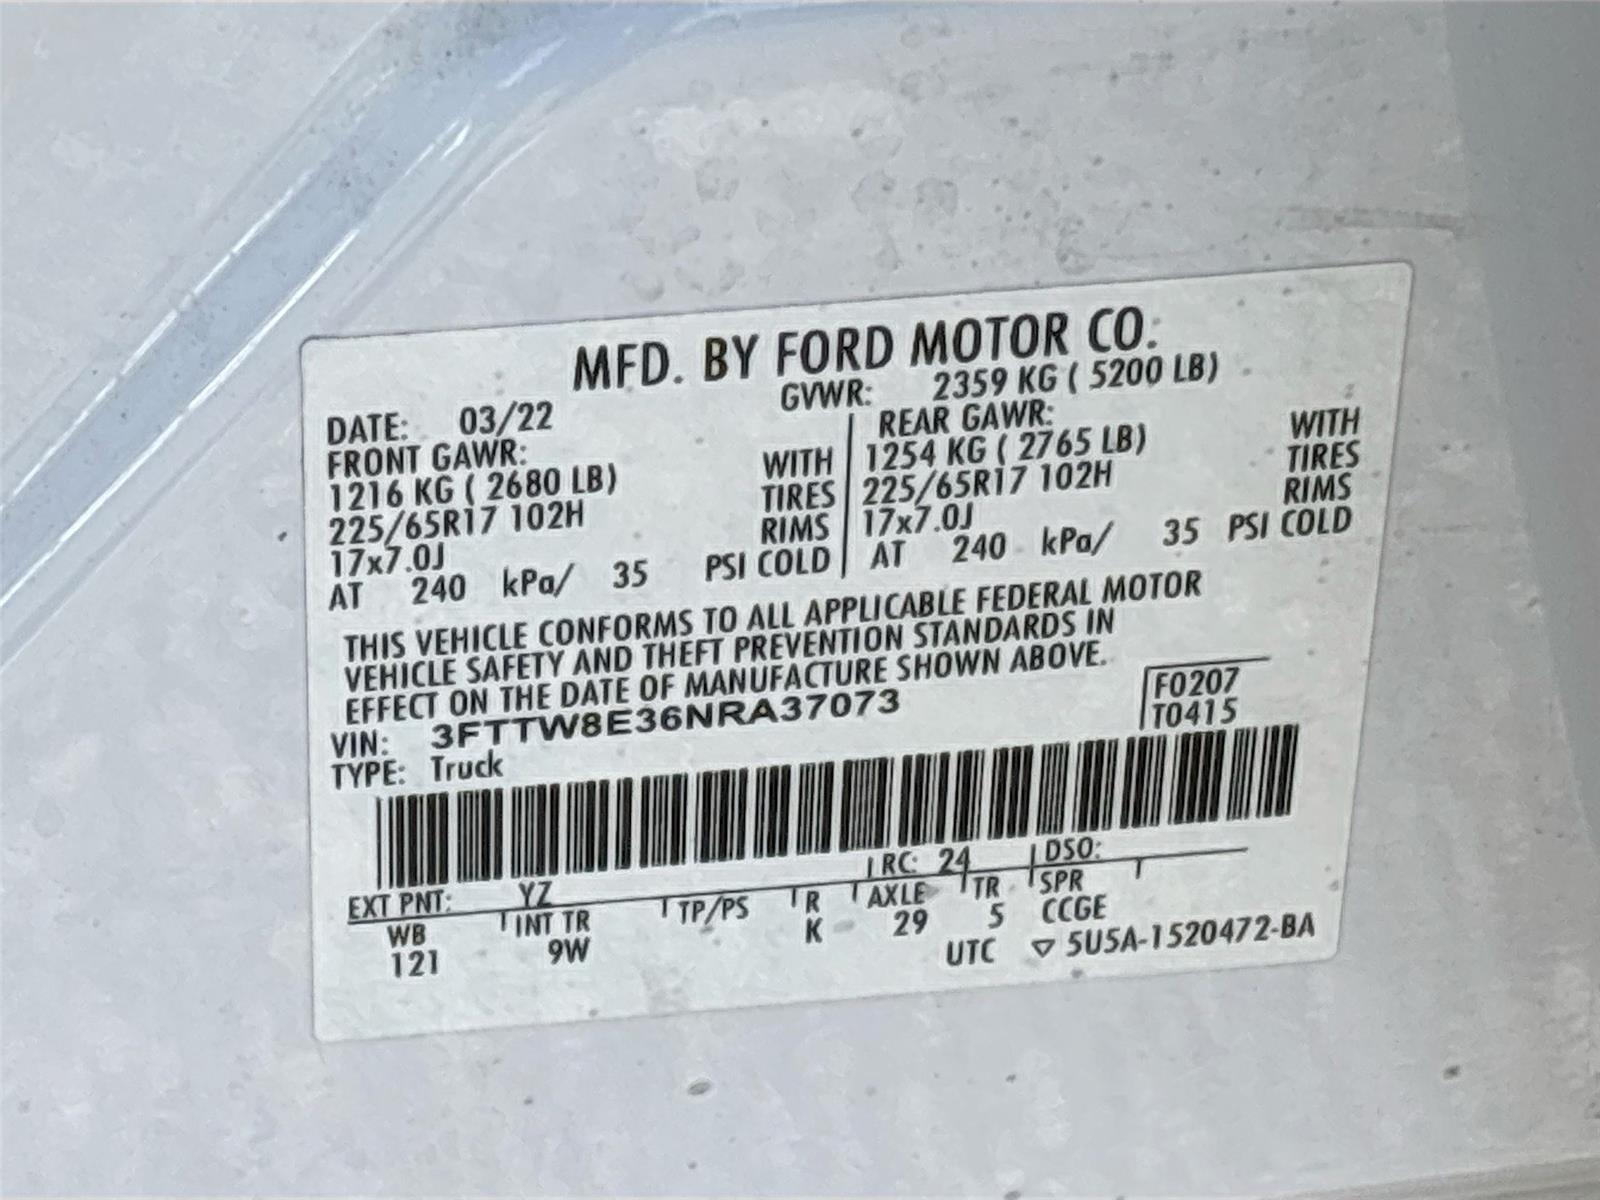 MFD. BY FORD MOTOR CO.
DATE: 03/22 GVWR: 2359 KG ( 5200 LB)
FRONT GAWR: REAR GAWR:
1216 KG ( 2680 LB) WITH 1254 KG ( 2765 LB) WITH
225/65R17 102H TIRES 225/65R17 102H TIRES
17x7.0J RIMS 17x7.0J RIMS
AT 240 kPa/ 35 PSI COLD AT 240 kPa/ 35 PSI COLD
THIS VEHICLE CONFORMS TO ALL APPLICABLE FEDERAL MOTOR
VEHICLE SAFETY AND THEFT PREVENTION STANDARDS IN
EFFECT ON THE DATE OF MANUFACTURE SHOWN ABOVE.
VIN: 3FTTW8E36NRA37073 F0207
TYPE: Truck T0415
EXT PNT: YZ RC: 24 DSO:
WB INT TR TP/PS R AXLE TR SPR
121 9W K 29 5 CCGE
UTC ▽ 5U5A-1520472-BA